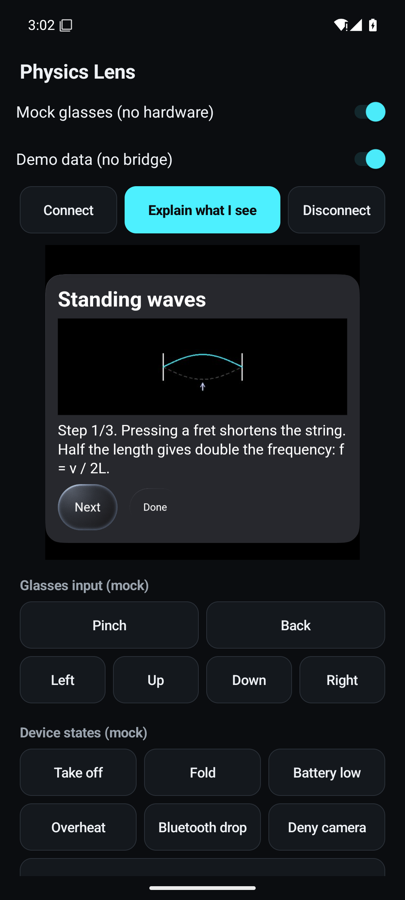 3:02
Physics Lens
Mock glasses (no hardware)
Demo data (no bridge)
Connect
Explain what I see
Disconnect
Standing waves
Step 1/3. Pressing a fret shortens the string.
Half the length gives double the frequency: f
= v / 2L.
Next
Done
Glasses input (mock)
Pinch
Back
Left
Up
Down
Right
Device states (mock)
Take off
Fold
Battery low
Overheat
Bluetooth drop
Deny camera